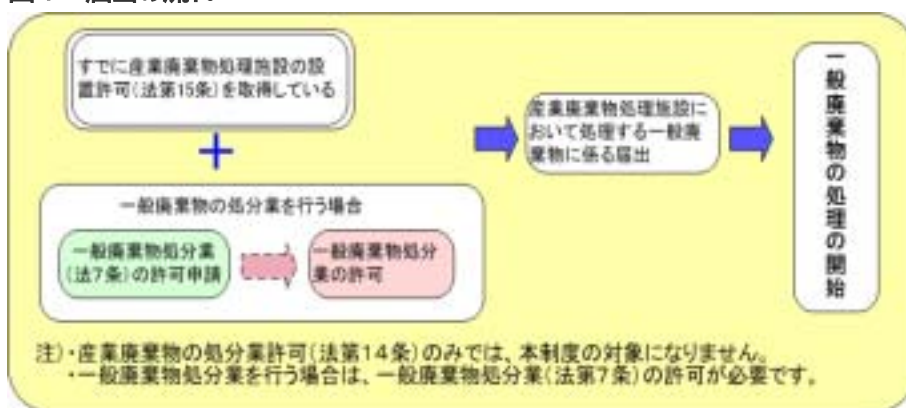 すでに産業廃棄物処理施設の設
置許可(法第15条)を取得している
+
一般廃棄物の処分業を行う場合
一般廃棄物処分業
(法7条)の許可申請
一般廃棄物処分
業の許可
産業廃棄物処理施設に
おいて処理する一般廃
棄物に係る届出
一般廃棄物の処理の開始
注)・産業廃棄物の処分業許可(法第14条)のみでは、本制度の対象になりません。
・一般廃棄物処分業を行う場合は、一般廃棄物処分業(法第7条)の許可が必要です。